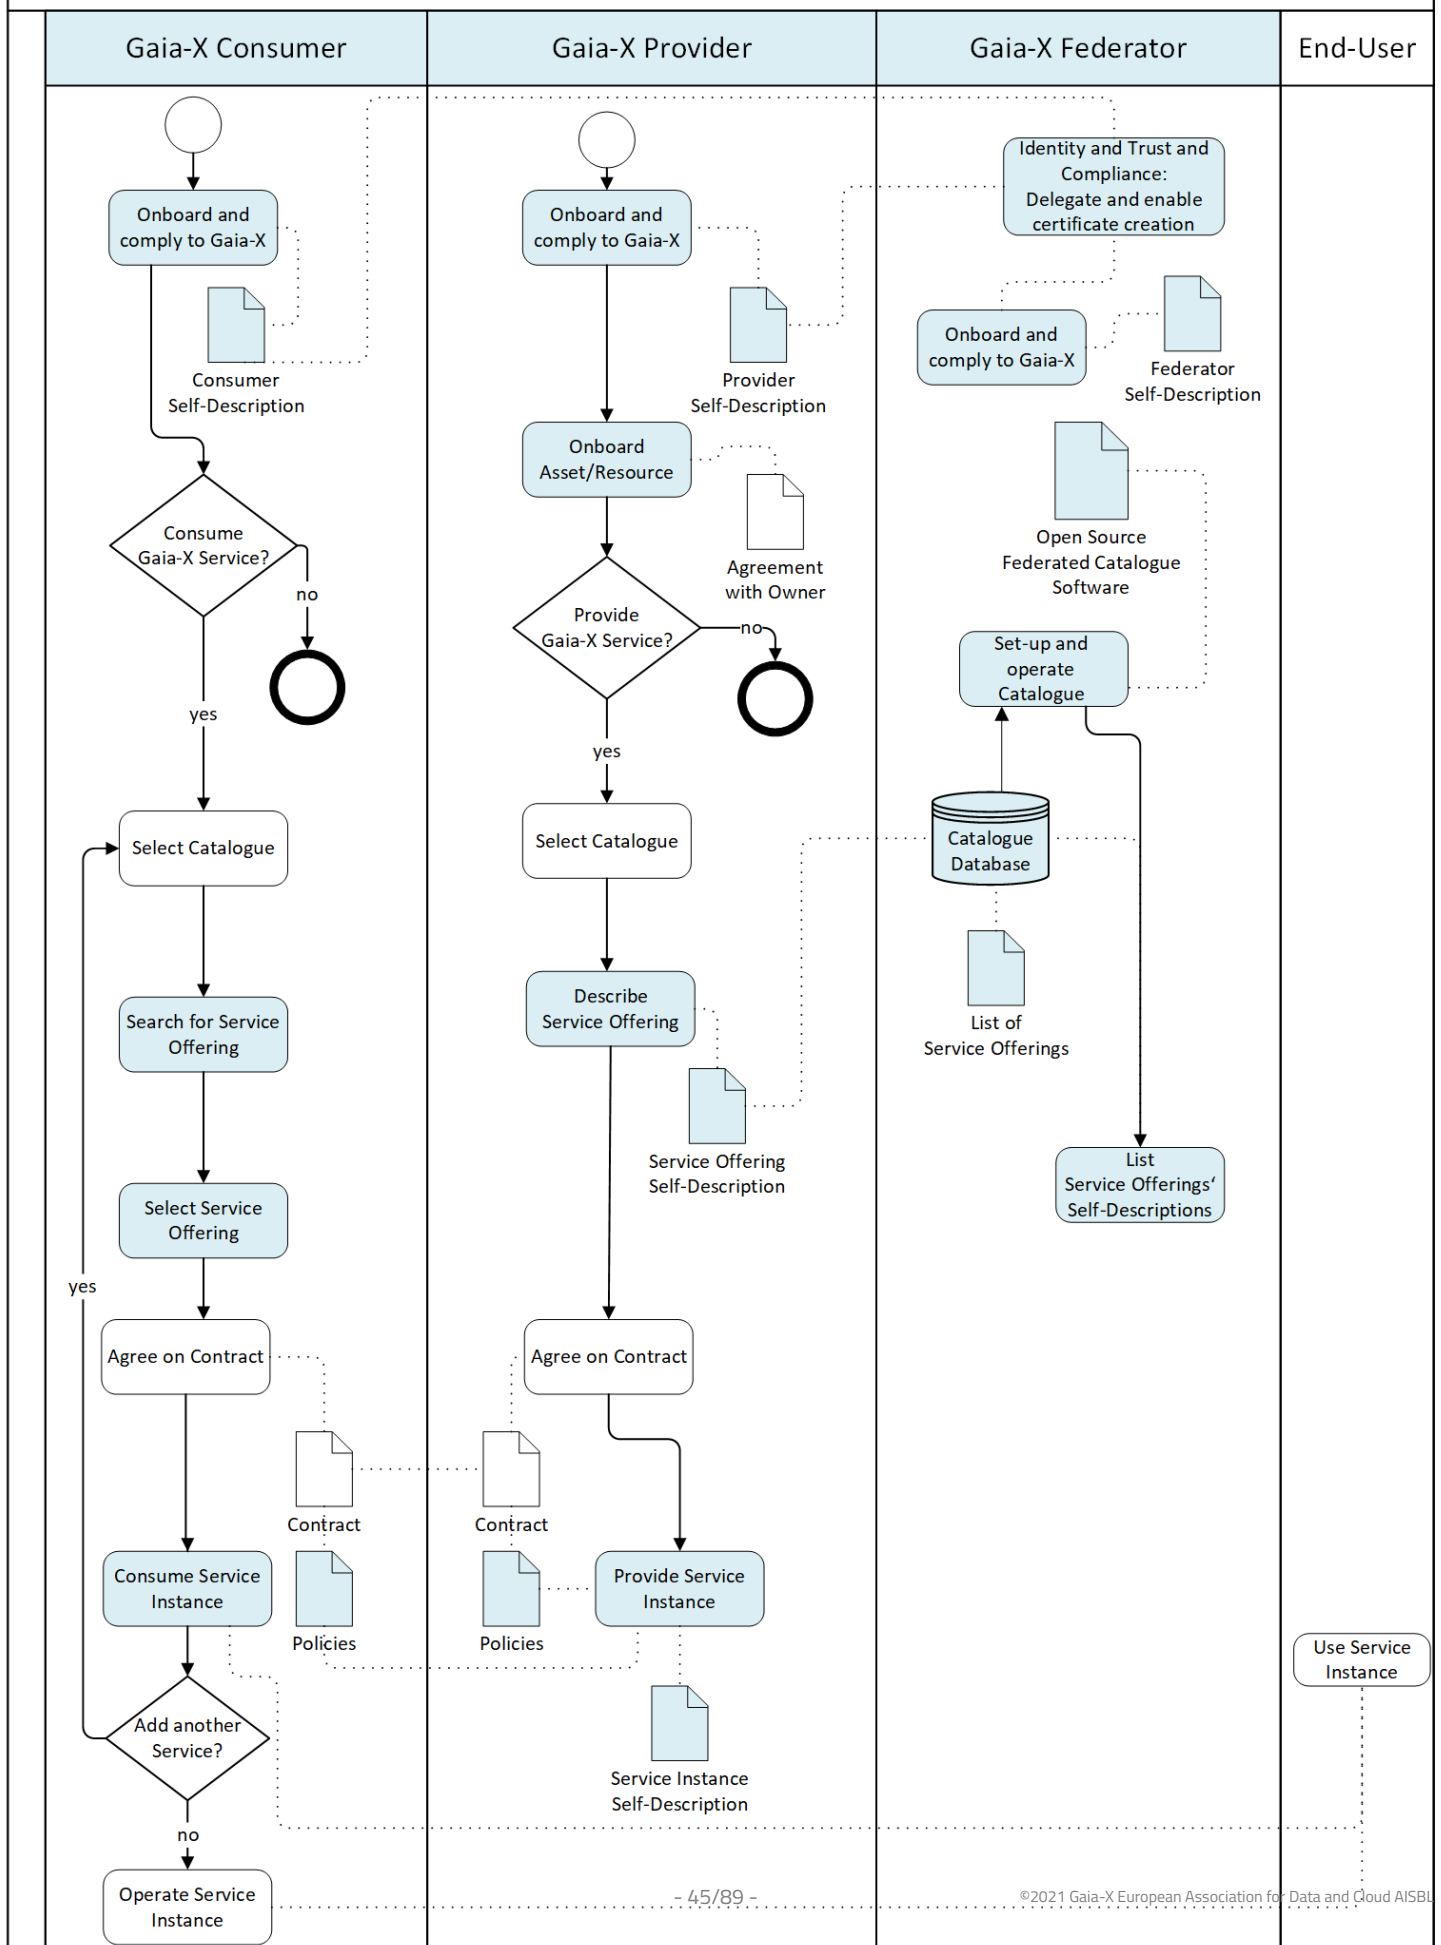 Gaia-X Consumer
Gaia-X Provider
Gaia-X Federator
End-User
Onboard and
comply to Gaia-X
Consumer
Self-Description
Consume
Gaia-X Service?
no
yes
Select Catalogue
Search for Service
Offering
Select Service
Offering
yes
Agree on Contract
Contract
Consume Service
Instance
Policies
Add another
Service?
no
Operate Service
Instance
Onboard and
comply to Gaia-X
Provider
Self-Description
Onboard
Asset/Resource
Agreement
with Owner
Provide
Gaia-X Service?
no
yes
Select Catalogue
Describe
Service Offering
Service Offering
Self-Description
Agree on Contract
Contract
Provide Service
Instance
Policies
Service Instance
Self-Description
Identity and Trust and
Compliance:
Delegate and enable
certificate creation
Onboard and
comply to Gaia-X
Federator
Self-Description
Open Source
Federated Catalogue
Software
Set-up and
operate
Catalogue
Catalogue
Database
List of
Service Offerings
List
Service Offerings‘
Self-Descriptions
Use Service
Instance
- 45/89 -
©2021 Gaia-X European Association for Data and Cloud AISBL